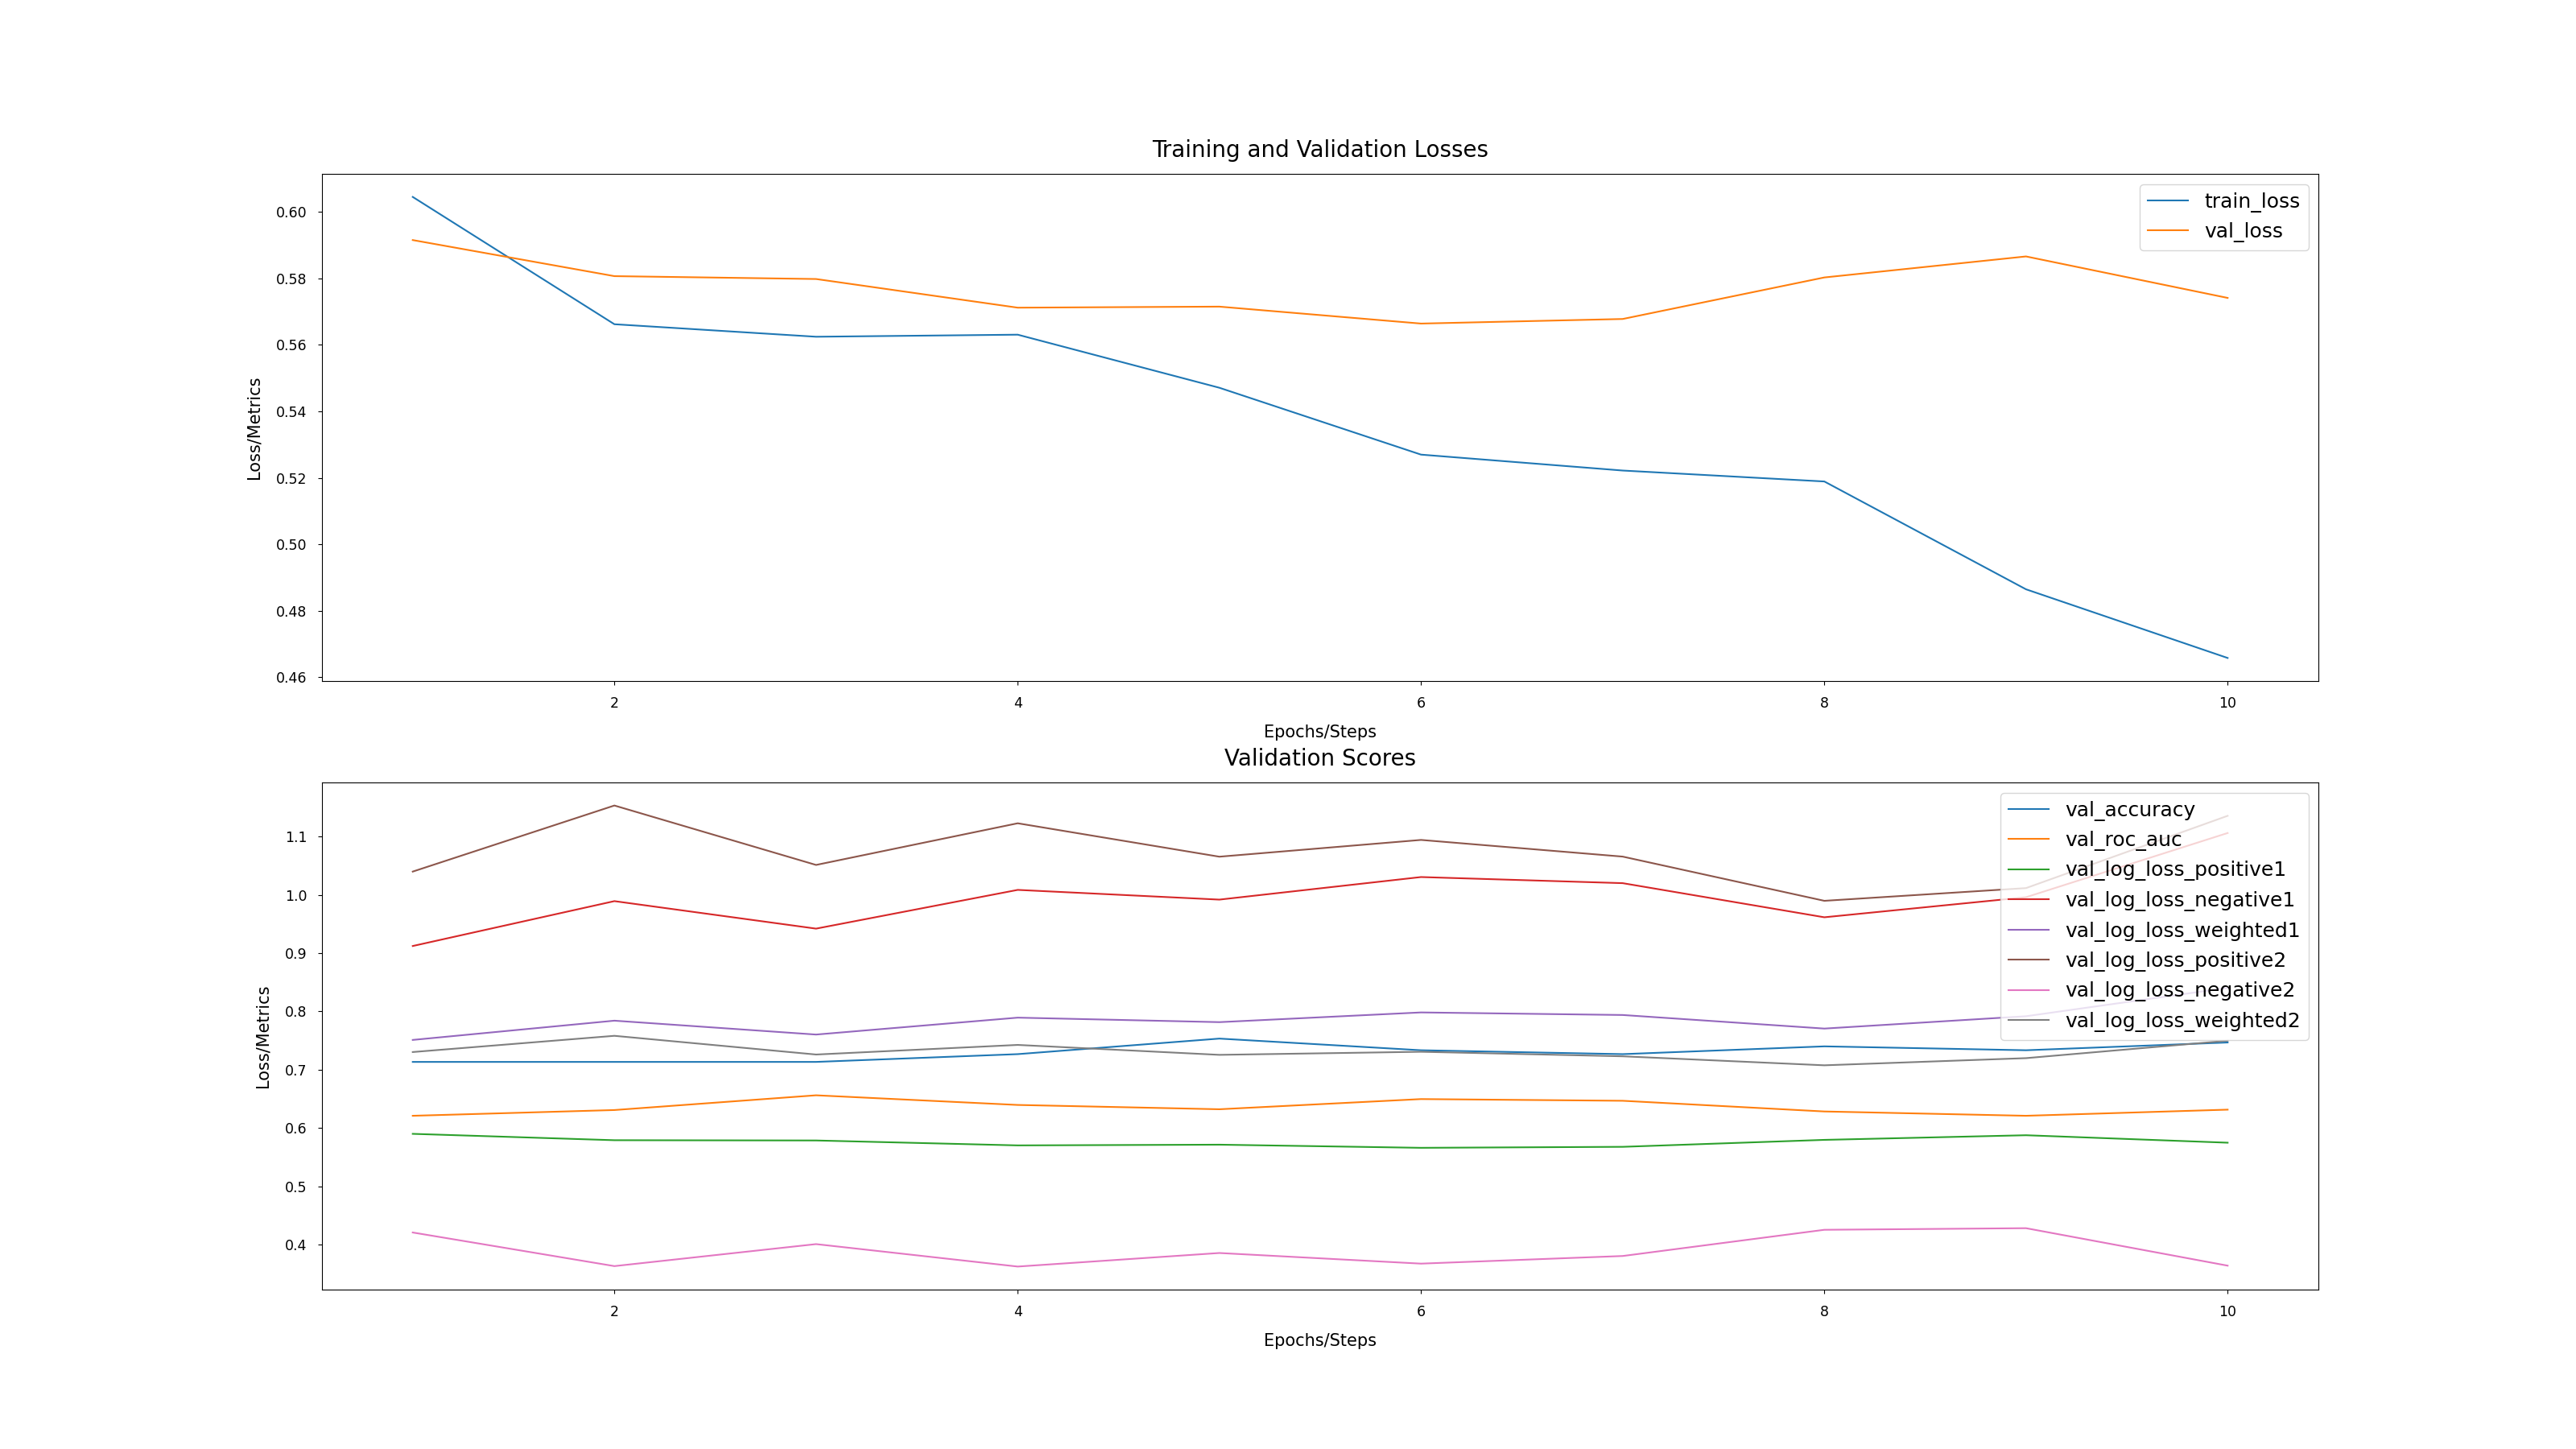 Training and Validation Losses
train_loss
val_loss
0.60
0.58
0.56
0.54
0.52
0.50
0.48
0.46
Loss/Metrics
2 4 6 8 10
Epochs/Steps
Validation Scores
val_accuracy
val_roc_auc
val_log_loss_positive1
val_log_loss_negative1
val_log_loss_weighted1
val_log_loss_positive2
val_log_loss_negative2
val_log_loss_weighted2
1.1
1.0
0.9
0.8
0.7
0.6
0.5
0.4
Loss/Metrics
2 4 6 8 10
Epochs/Steps